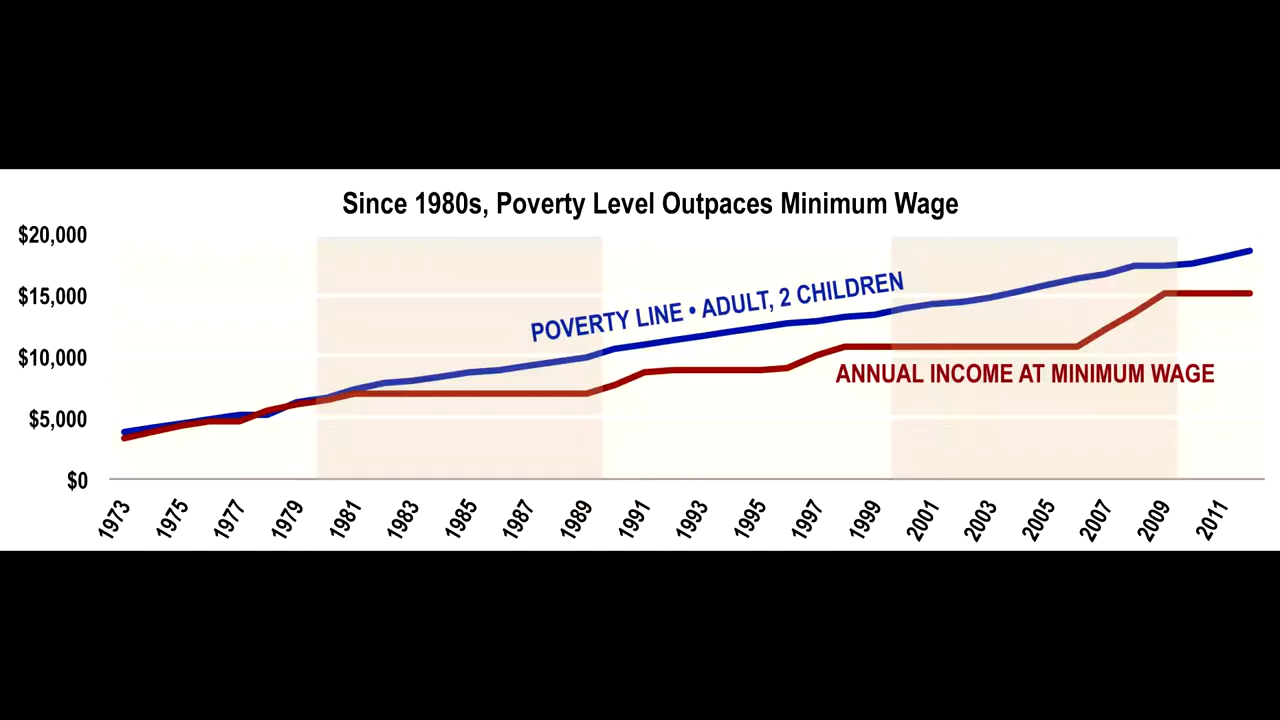 Since 1980s, Poverty Level Outpaces Minimum Wage
$20,000
$15,000
$10,000
$5,000
$0
POVERTY LINE • ADULT, 2 CHILDREN
ANNUAL INCOME AT MINIMUM WAGE
1973 1975 1977 1979 1981 1983 1985 1987 1989 1991 1993 1995 1997 1999 2001 2003 2005 2007 2009 2011